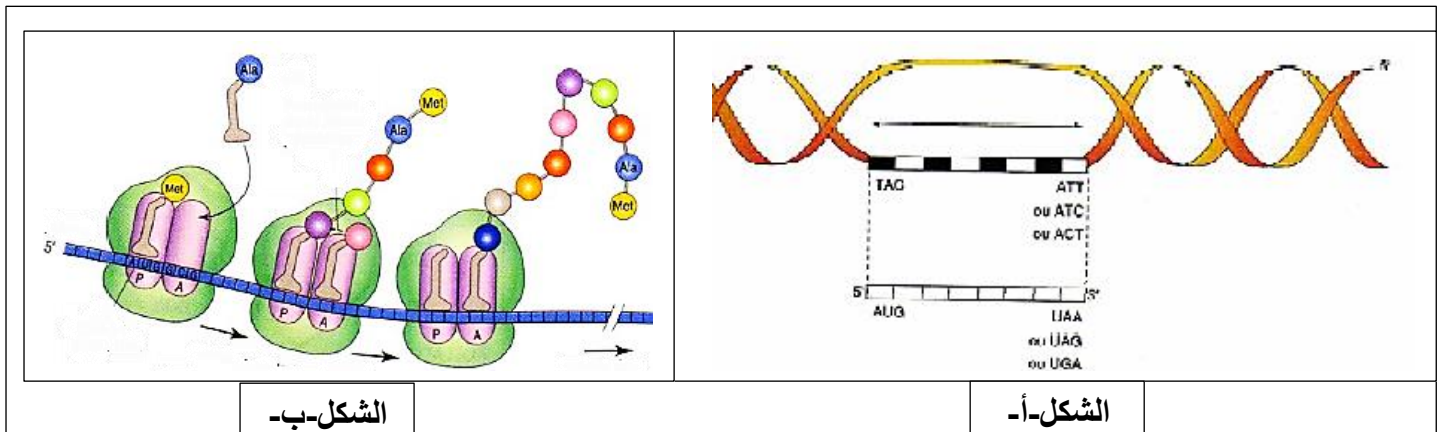 Ala
Met
Ala
Met
Ala
Met
5'
A U G G C G
P A
P A
P A
الشكل-ب-
TAC
ATT
ou ATC
ou ACT
5'
3'
AUG
UAA
ou UAG
ou UGA
الشكل-أ-